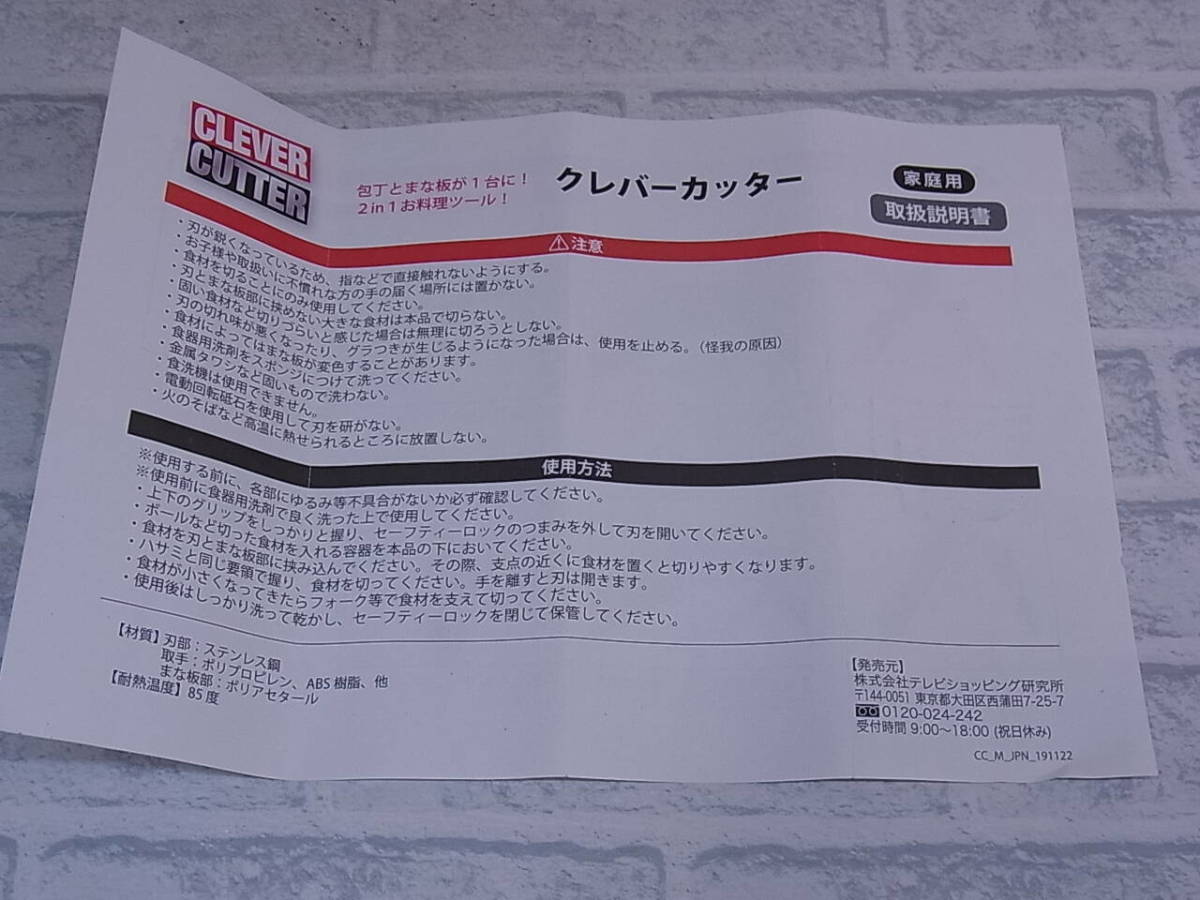 CLEVER
CUTTER
包丁とまな板が1台に!
2in1お料理ツール!
クレバーカッター
家庭用
取扱説明書
注意
・刃が鋭くなっているため、指などで直接触れないようにする。
・お子様や取扱いに不慣れな方の手の届く場所には置かない。
・食材を切ることにのみ使用してください。
・刃とまな板部に挟めない大きな食材は本品で切らない。
・固い食材など切りづらいと感じた場合は無理に切ろうとしない。
・刃の切れ味が悪くなったり、グラつきが生じるようになった場合は、使用を止める。(怪我の原因)
・食材によってはまな板が変色することがあります。
・食器用洗剤をスポンジにつけて洗ってください。
・金属タワシなど固いもので洗わない。
・食洗機は使用できません。
・電動回転砥石を使用して刃を研がない。
・火のそばなど高温に熱せられるところに放置しない。
使用方法
※使用する前に、各部にゆるみ等不具合がないか必ず確認してください。
※使用前に食器用洗剤で良く洗った上で使用してください。
・上下のグリップをしっかりと握り、セーフティーロックのつまみを外して刃を開いてください。
・ボールなど切った食材を入れる容器を本品の下においてください。
・食材を刃とまな板部に挟み込んでください。その際、支点の近くに食材を置くと切りやすくなります。
・ハサミと同じ要領で握り、食材を切ってください。手を離すと刃は開きます。
・食材が小さくなってきたらフォーク等で食材を支えて切ってください。
・使用後はしっかり洗って乾かし、セーフティーロックを閉じて保管してください。
【材質】刃部:ステンレス鋼
取手:ポリプロピレン、ABS樹脂、他
まな板部:ポリアセタール
【耐熱温度】85度
【発売元】
株式会社テレビショッピング研究所
〒144-0051 東京都大田区西蒲田7-25-7
0120-024-242
受付時間 9:00〜18:00 (祝日休み)
CC_M_JPN_191122